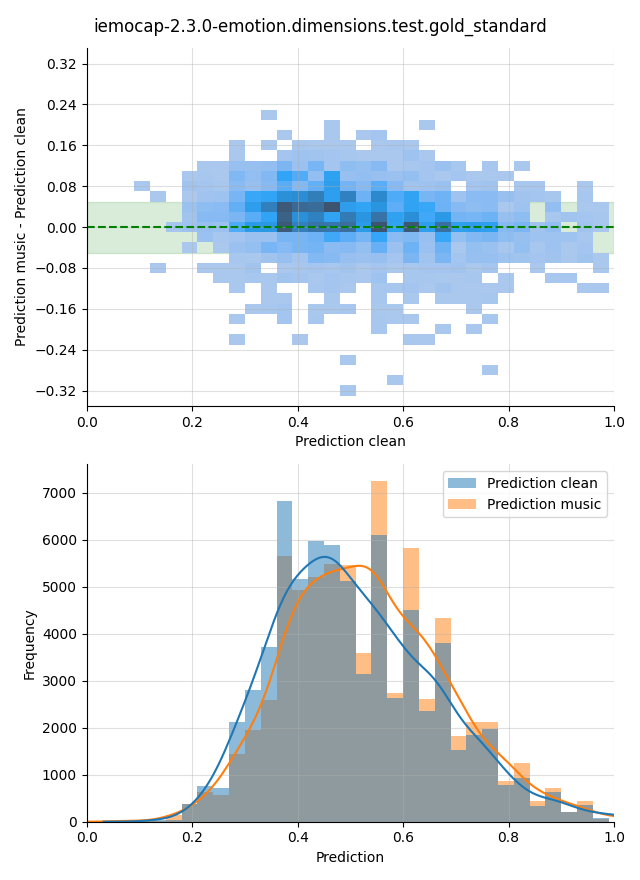 iemocap-2.3.0-emotion.dimensions.test.gold_standard
Prediction music - Prediction clean
0.32
0.24
0.16
0.08
0.00
−0.08
−0.16
−0.24
−0.32
0.0 0.2 0.4 0.6 0.8 1.0
Prediction clean
Prediction clean
Prediction music
Frequency
7000
6000
5000
4000
3000
2000
1000
0
0.0 0.2 0.4 0.6 0.8 1.0
Prediction